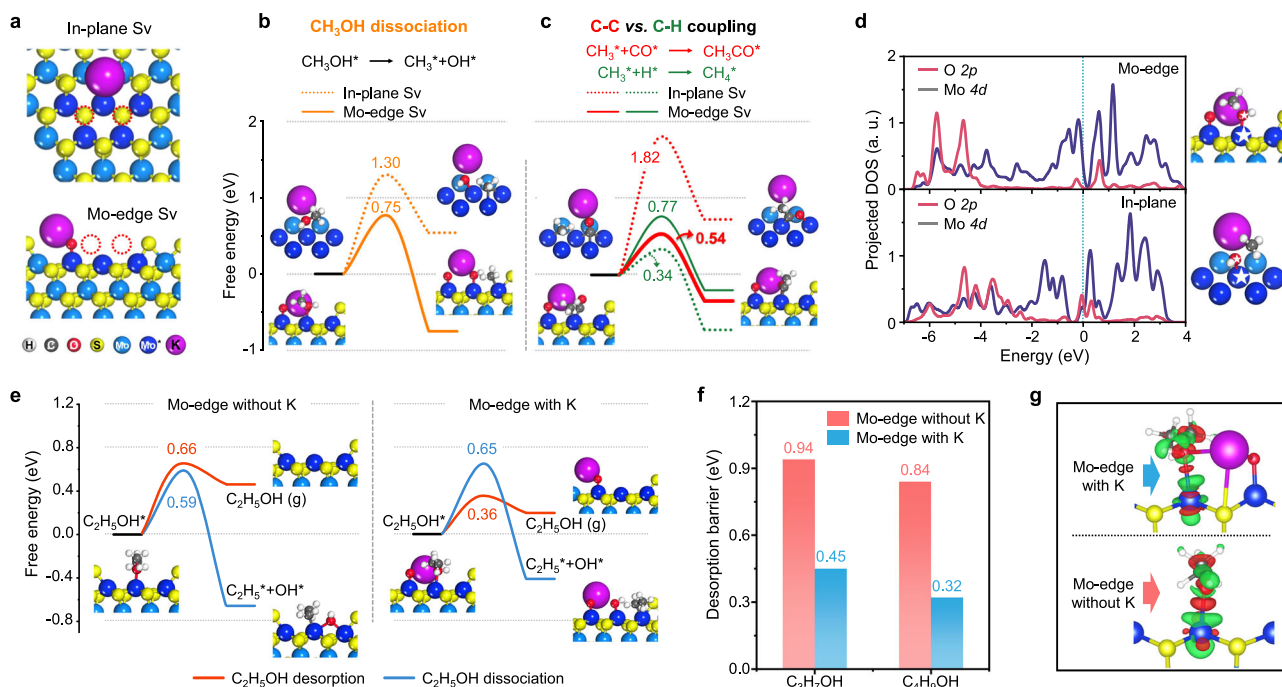 a
In-plane Sv
Mo-edge Sv
H C O S Mo Mo* K
b
CH₃OH dissociation
CH₃OH* → CH₃*+OH*
In-plane Sv
Mo-edge Sv
Free energy (eV)
2
1
0
-1
1.30
0.75
c
C-C vs. C-H coupling
CH₃*+CO* → CH₃CO*
CH₃*+H* → CH₄*
In-plane Sv
Mo-edge Sv
1.82
0.77
0.54
0.34
d
Projected DOS (a. u.)
O 2p
Mo 4d
Mo-edge
O 2p
Mo 4d
In-plane
-6 -4 -2 0 2 4
Energy (eV)
e
Free energy (eV)
1.2
0.8
0.4
0.0
-0.4
-0.8
Mo-edge without K
0.66
0.59
C₂H₅OH*
C₂H₅OH (g)
C₂H₅*+OH*
Mo-edge with K
0.65
0.36
C₂H₅OH*
C₂H₅OH (g)
C₂H₅*+OH*
C₂H₅OH desorption
C₂H₅OH dissociation
f
Desorption barrier (eV)
1.2
0.9
0.6
0.3
0.0
Mo-edge without K
Mo-edge with K
0.94
0.84
0.45
0.32
C₃H₇OH C₄H₉OH
g
Mo-edge
with K
Mo-edge
without K